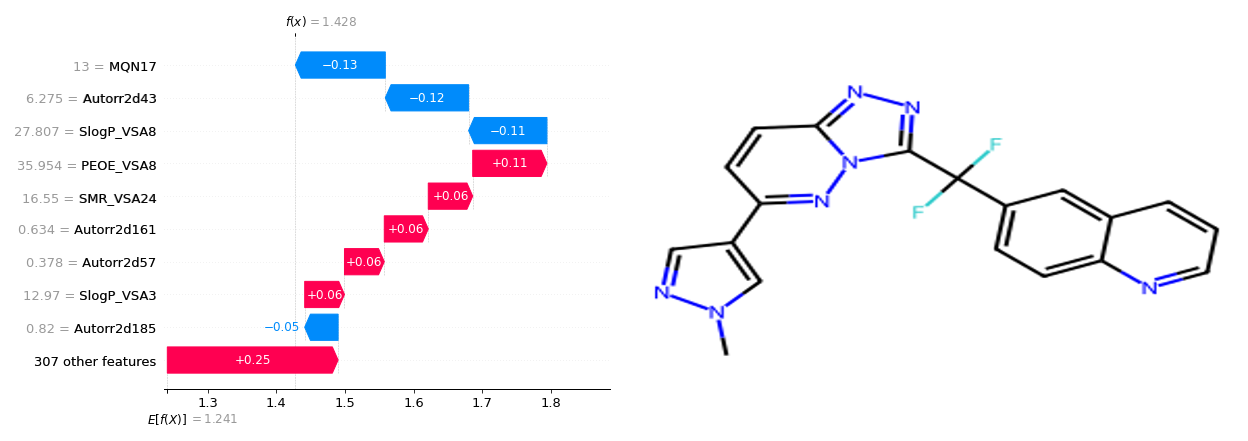 f(x) = 1.428
13 = MQN17
−0.13
6.275 = Autorr2d43
−0.12
27.807 = SlogP_VSA8
−0.11
35.954 = PEOE_VSA8
+0.11
16.55 = SMR_VSA24
+0.06
0.634 = Autorr2d161
+0.06
0.378 = Autorr2d57
+0.06
12.97 = SlogP_VSA3
+0.06
0.82 = Autorr2d185
−0.05
307 other features
+0.25
1.3 1.4 1.5 1.6 1.7 1.8
E[f(X)] = 1.241
N N
N F
N F
N N
N